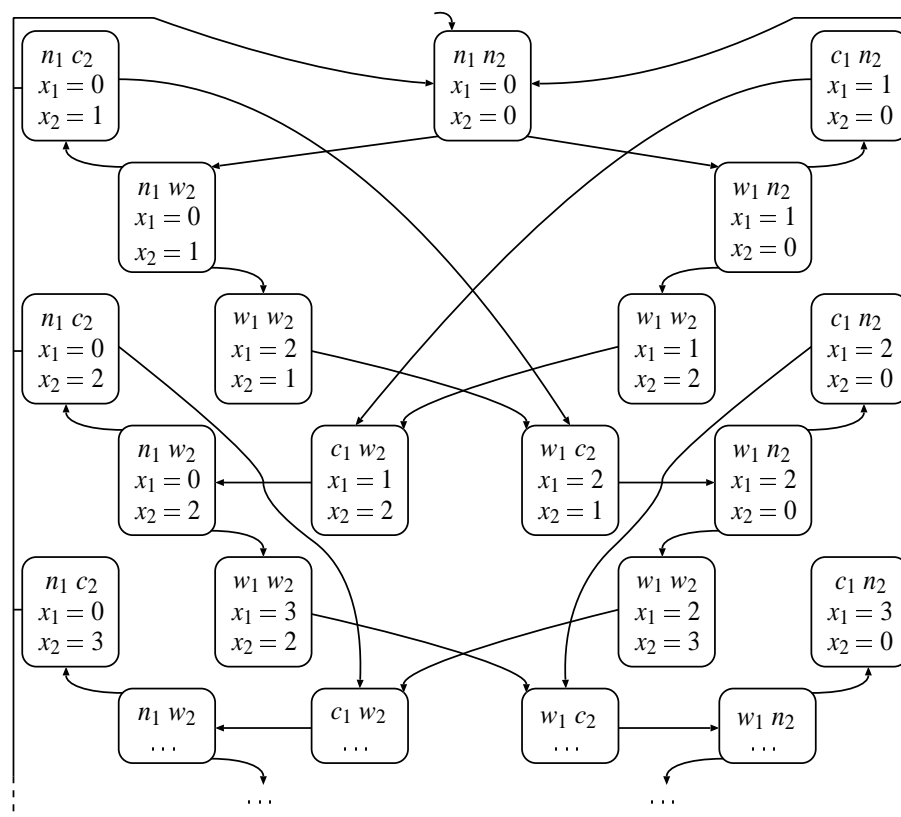 n1 c2
x1 = 0
x2 = 1
n1 n2
x1 = 0
x2 = 0
c1 n2
x1 = 1
x2 = 0
n1 w2
x1 = 0
x2 = 1
w1 n2
x1 = 1
x2 = 0
n1 c2
x1 = 0
x2 = 2
w1 w2
x1 = 2
x2 = 1
w1 w2
x1 = 1
x2 = 2
c1 n2
x1 = 2
x2 = 0
n1 w2
x1 = 0
x2 = 2
c1 w2
x1 = 1
x2 = 2
w1 c2
x1 = 2
x2 = 1
w1 n2
x1 = 2
x2 = 0
n1 c2
x1 = 0
x2 = 3
w1 w2
x1 = 3
x2 = 2
w1 w2
x1 = 2
x2 = 3
c1 n2
x1 = 3
x2 = 0
n1 w2
...
c1 w2
...
w1 c2
...
w1 n2
...
...
...